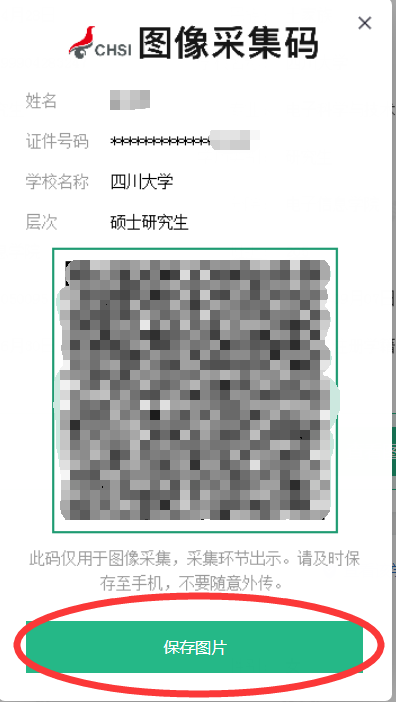 CHSI 图像采集码
姓名
证件号码 *************
学校名称 四川大学
层次 硕士研究生
此码仅用于图像采集，采集环节出示。请及时保
存至手机，不要随意外传。
保存图片